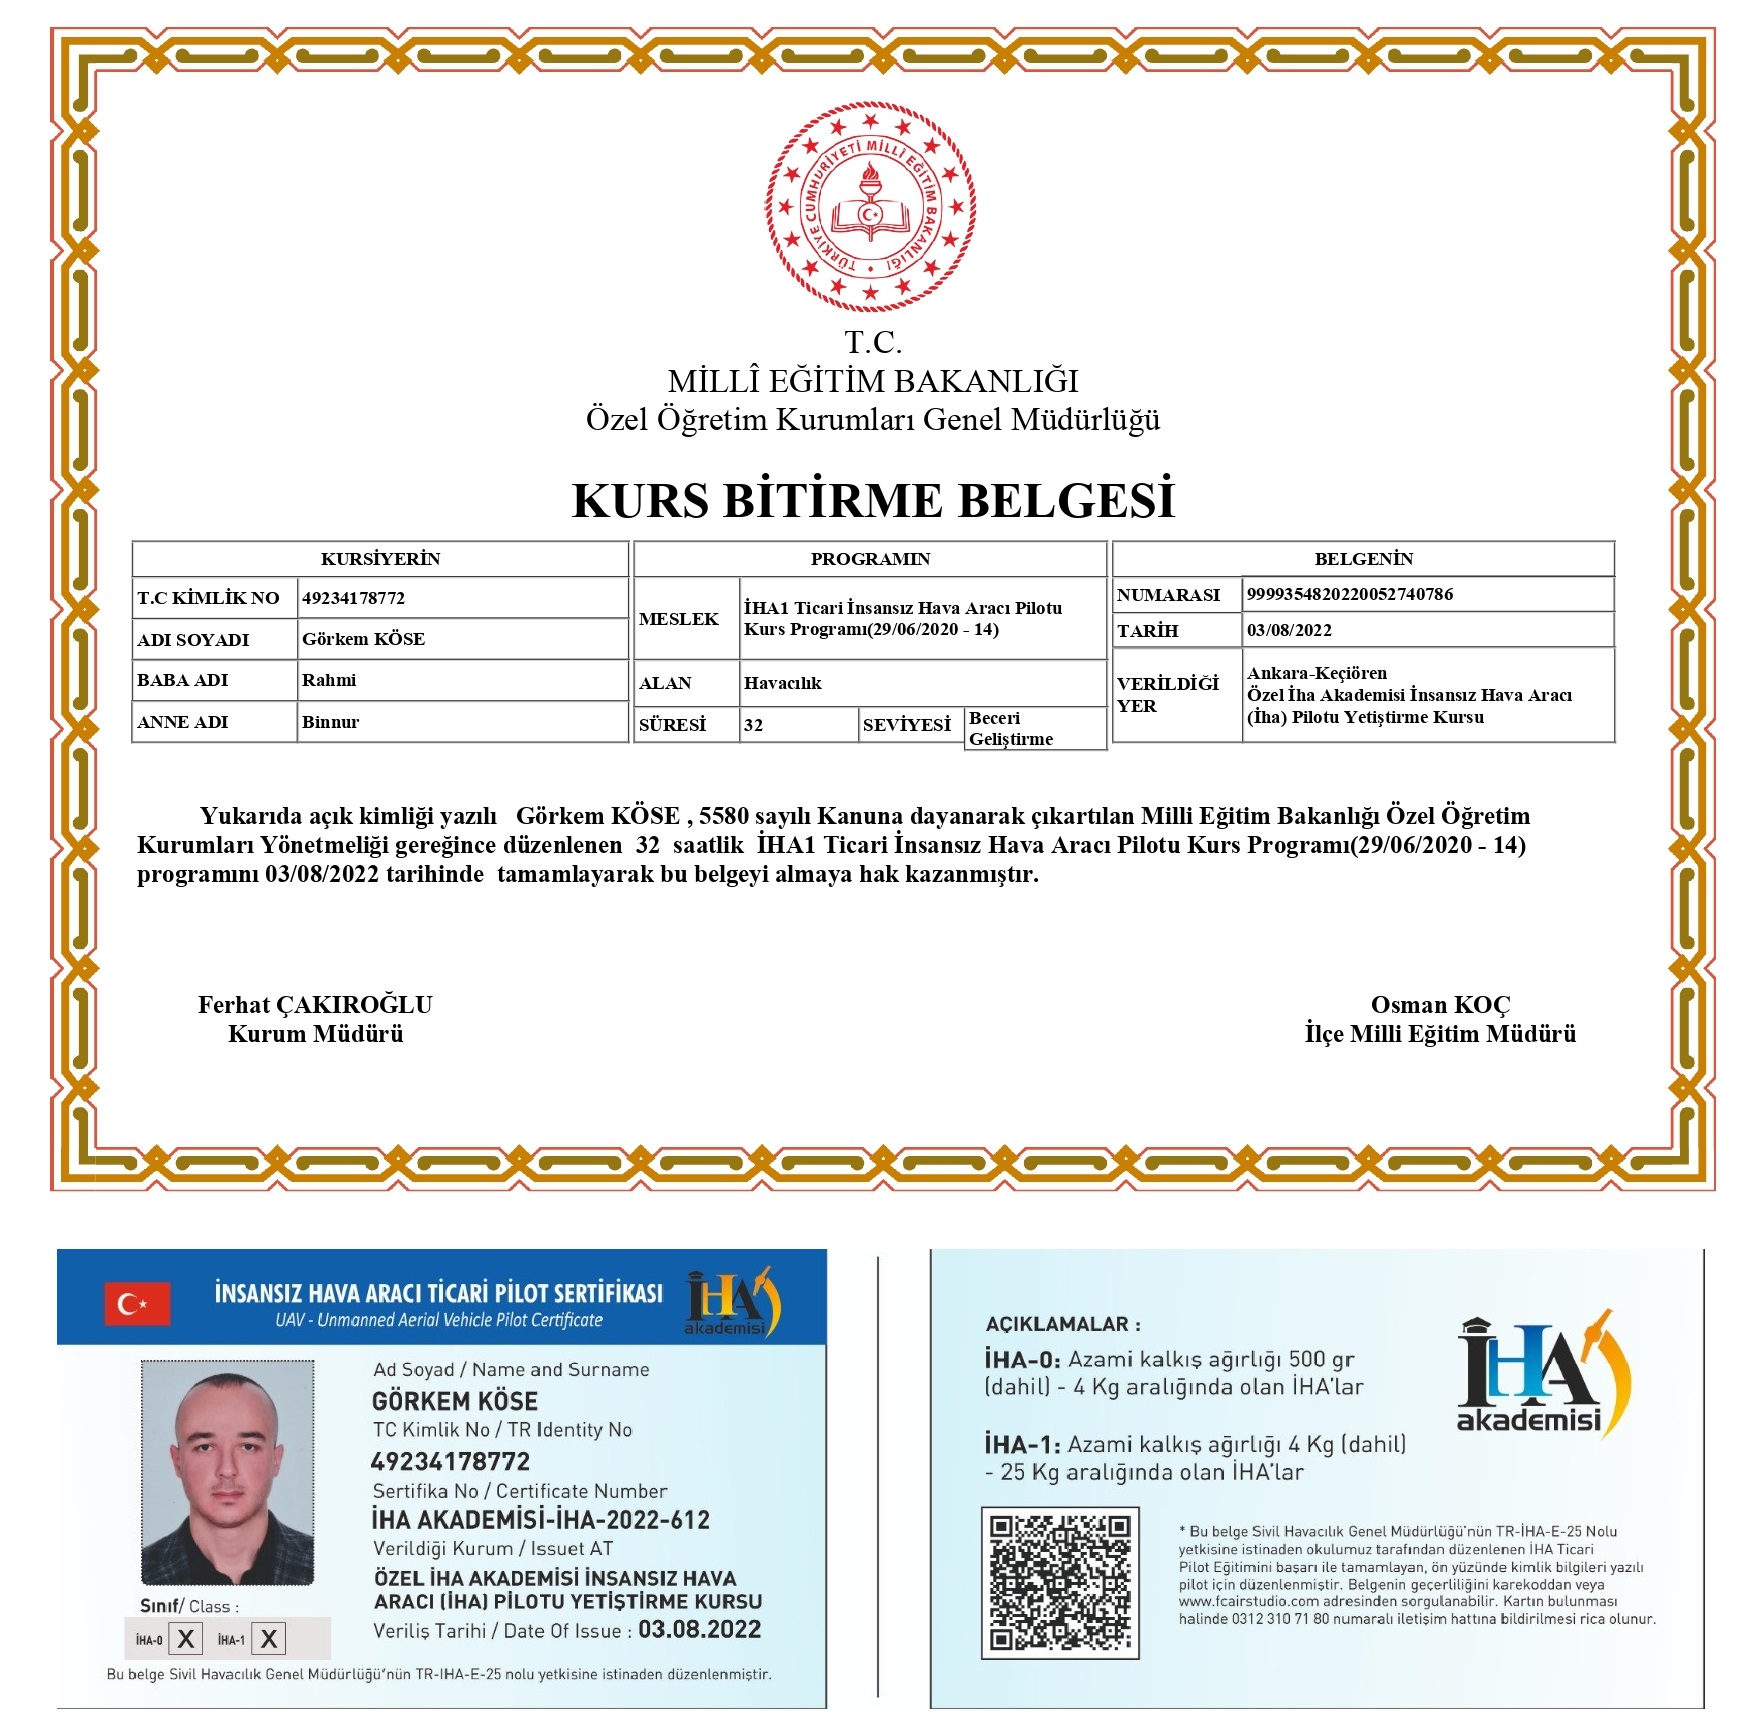 TÜRKİYE CUMHURİYETİ MİLLİ EĞİTİM BAKANLIĞI
T.C.
MİLLÎ EĞİTİM BAKANLIĞI
Özel Öğretim Kurumları Genel Müdürlüğü
KURS BİTİRME BELGESİ
KURSİYERİN
T.C KİMLİK NO 49234178772
ADI SOYADI Görkem KÖSE
BABA ADI Rahmi
ANNE ADI Binnur
PROGRAMIN
MESLEK İHA1 Ticari İnsansız Hava Aracı Pilotu
Kurs Programı(29/06/2020 - 14)
ALAN Havacılık
SÜRESİ 32 SEVİYESİ Beceri
Geliştirme
BELGENİN
NUMARASI 9999354820220052740786
TARİH 03/08/2022
VERİLDİĞİ
YER
Ankara-Keçiören
Özel İha Akademisi İnsansız Hava Aracı
(İha) Pilotu Yetiştirme Kursu
Yukarıda açık kimliği yazılı Görkem KÖSE , 5580 sayılı Kanuna dayanarak çıkartılan Milli Eğitim Bakanlığı Özel Öğretim
Kurumları Yönetmeliği gereğince düzenlenen 32 saatlik İHA1 Ticari İnsansız Hava Aracı Pilotu Kurs Programı(29/06/2020 - 14)
programını 03/08/2022 tarihinde tamamlayarak bu belgeyi almaya hak kazanmıştır.
Ferhat ÇAKIROĞLU
Kurum Müdürü
Osman KOÇ
İlçe Milli Eğitim Müdürü
İNSANSIZ HAVA ARACI TİCARİ PİLOT SERTİFİKASI
UAV - Unmanned Aerial Vehicle Pilot Certificate
İHA
akademisi
Ad Soyad / Name and Surname
GÖRKEM KÖSE
TC Kimlik No / TR Identity No
49234178772
Sertifika No / Certificate Number
İHA AKADEMİSİ-İHA-2022-612
Verildiği Kurum / Issuet AT
ÖZEL İHA AKADEMİSİ İNSANSIZ HAVA
ARACI (İHA) PİLOTU YETİŞTİRME KURSU
Veriliş Tarihi / Date Of Issue : 03.08.2022
Sınıf/ Class :
İHA-0 X İHA-1 X
Bu belge Sivil Havacılık Genel Müdürlüğü'nün TR-IHA-E-25 nolu yetkisine istinaden düzenlenmiştir.
AÇIKLAMALAR :
İHA-0: Azami kalkış ağırlığı 500 gr
(dahil) - 4 Kg aralığında olan İHA'lar
İHA-1: Azami kalkış ağırlığı 4 Kg (dahil)
- 25 Kg aralığında olan İHA'lar
İHA
akademisi
* Bu belge Sivil Havacılık Genel Müdürlüğü'nün TR-İHA-E-25 Nolu
yetkisine istinaden okulumuz tarafından düzenlenen İHA Ticari
Pilot Eğitimini başarı ile tamamlayan, ön yüzünde kimlik bilgileri yazılı
pilot için düzenlenmiştir. Belgenin geçerliliğini karekoddan veya
www.fcairstudio.com adresinden sorgulanabilir. Kartın bulunması
halinde 0312 310 71 80 numaralı iletişim hattına bildirilmesi rica olunur.